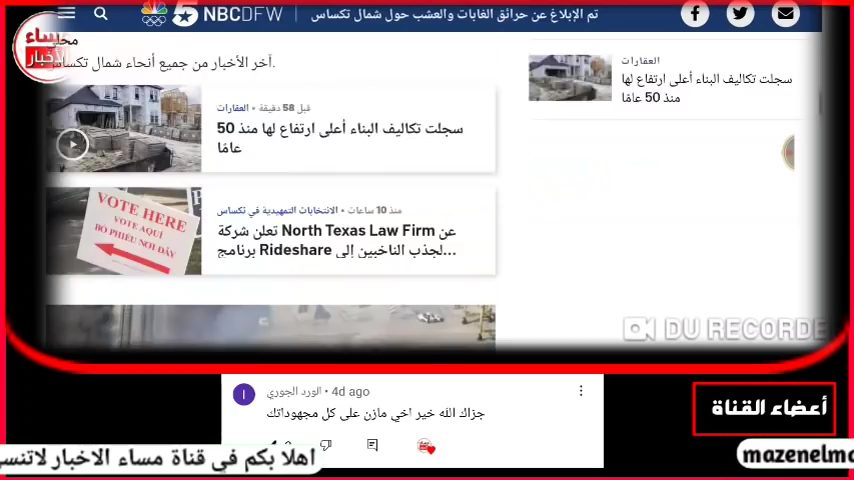 NBCDFW
تم الإبلاغ عن حرائق الغابات والعشب حول شمال تكساس
مساء
الأخبار
محلي
آخر الأخبار من جميع أنحاء شمال تكساس.
قبل 58 دقيقة • العقارات
سجلت تكاليف البناء أعلى ارتفاع لها منذ 50
عامًا
العقارات
سجلت تكاليف البناء أعلى ارتفاع لها
منذ 50 عامًا
VOTE HERE
VOTE AQUÍ
BỎ PHIẾU NƠI ĐÂY
منذ 10 ساعات • الانتخابات التمهيدية في تكساس
تعلن شركة North Texas Law Firm عن
برنامج Rideshare لجذب الناخبين إلى...
DU RECORDE
الورد الجوري • 4d ago
جزاك الله خير اخي مازن على كل مجهوداتك
أعضاء القناة
اهلا بكم في قناة مساء الاخبار لاتنسى
mazenelma